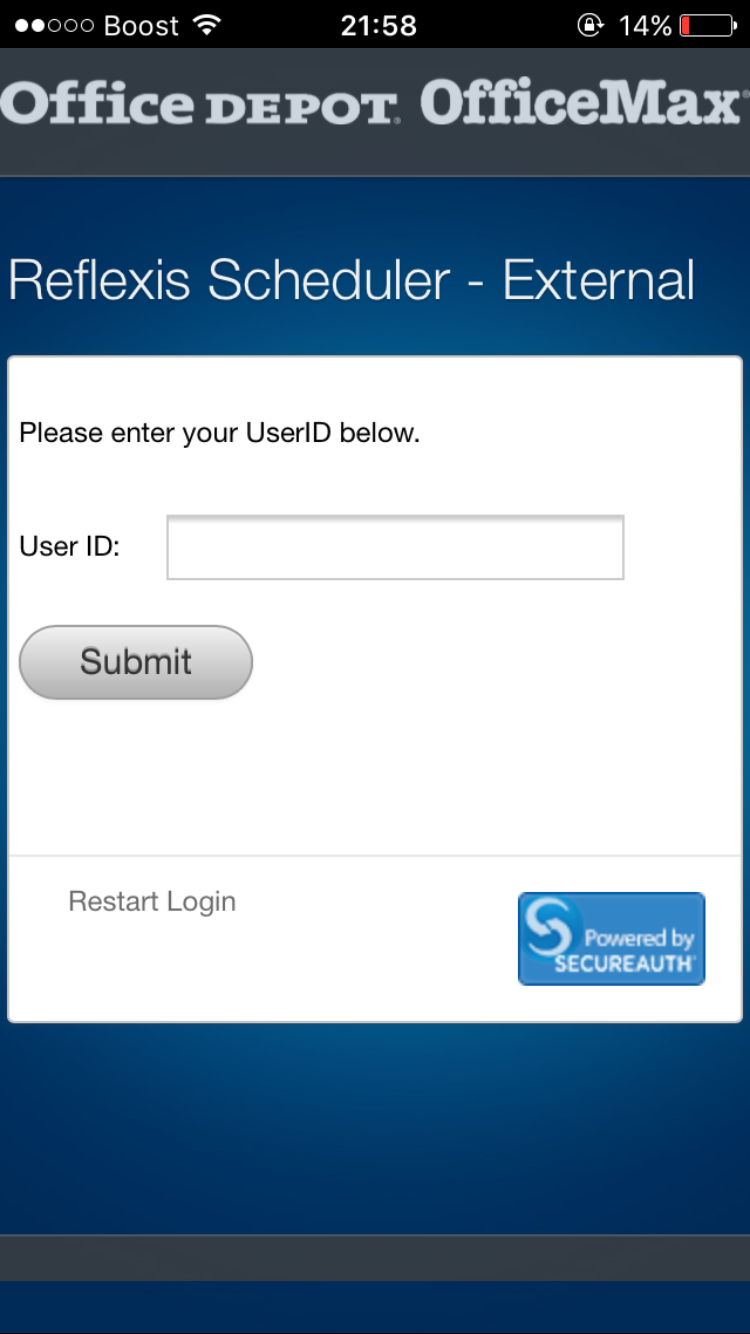 Boost 21:58 14%
Office DEPOT. OfficeMax®
Reflexis Scheduler - External
Please enter your UserID below.
User ID:
Submit
Restart Login
Powered by
SECUREAUTH